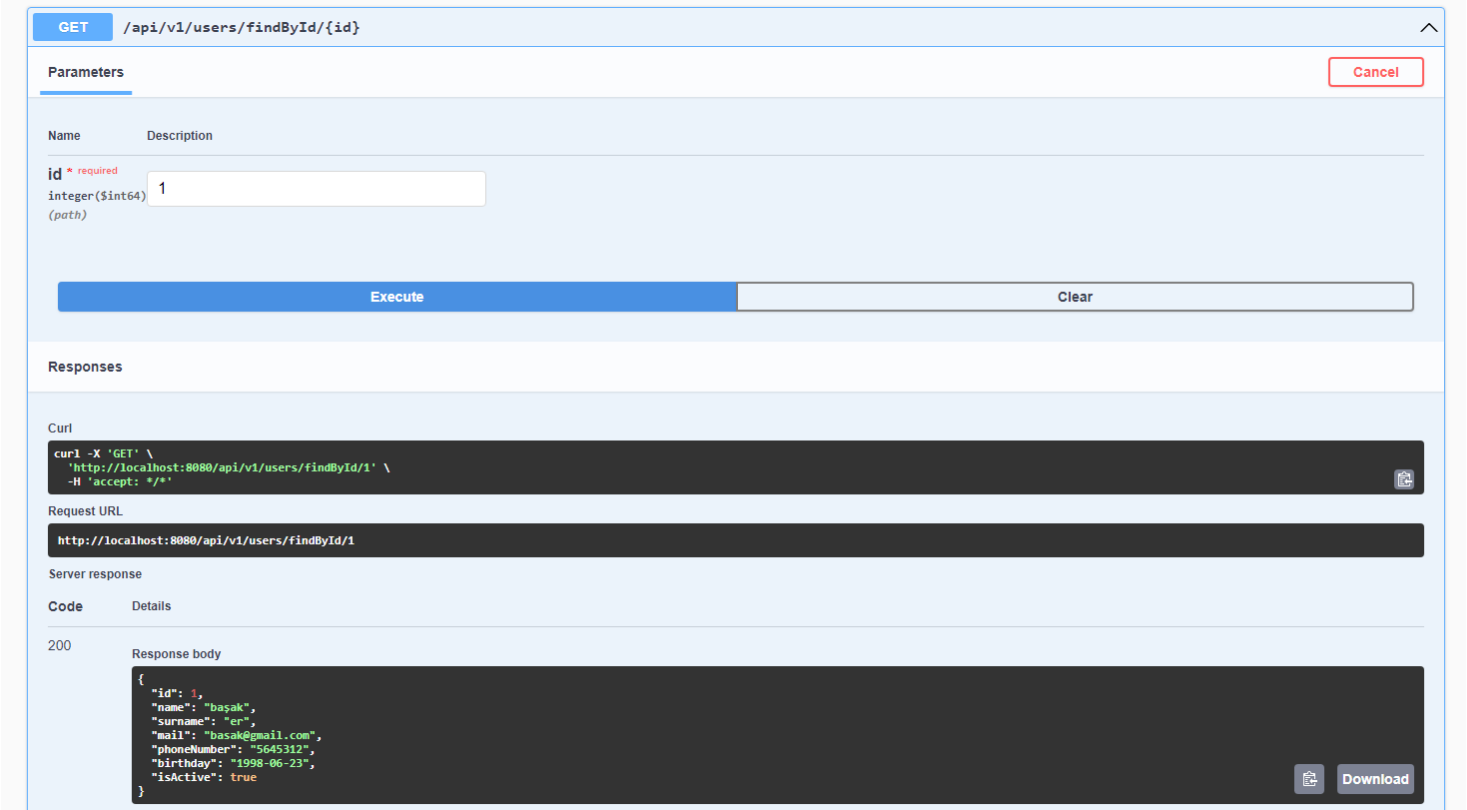 GET /api/v1/users/findById/{id}
Parameters
Cancel
Name Description
id * required
integer($int64)
(path)
1
Execute
Clear
Responses
Curl
curl -X 'GET' \
  'http://localhost:8080/api/v1/users/findById/1' \
  -H 'accept: */*'
Request URL
http://localhost:8080/api/v1/users/findById/1
Server response
Code Details
200
Response body
{
  "id": 1,
  "name": "başak",
  "surname": "er",
  "mail": "basak@gmail.com",
  "phoneNumber": "5645312",
  "birthday": "1998-06-23",
  "isActive": true
}
Download